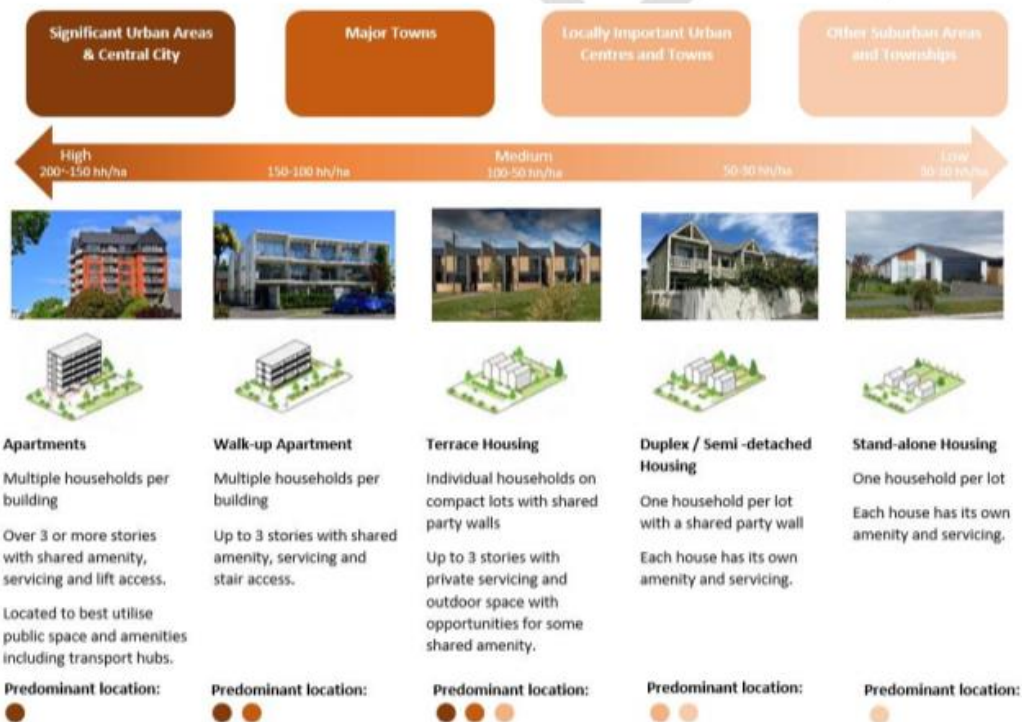 Significant Urban Areas
& Central City
Major Towns
Locally Important Urban
Centres and Towns
Other Suburban Areas
and Townships
High
200+-150 hh/ha
150-100 hh/ha
Medium
100-50 hh/ha
50-30 hh/ha
Low
hh/ha
Apartments
Multiple households per
building
Over 3 or more stories
with shared amenity,
servicing and lift access.
Located to best utilise
public space and amenities
including transport hubs.
Predominant location:
Walk-up Apartment
Multiple households per
building
Up to 3 stories with shared
amenity, servicing and
stair access.
Predominant location:
Terrace Housing
Individual households on
compact lots with shared
party walls
Up to 3 stories with
private servicing and
outdoor space with
opportunities for some
shared amenity.
Predominant location:
Duplex / Semi -detached
Housing
One household per lot
with a shared party wall
Each house has its own
amenity and servicing.
Predominant location:
Stand-alone Housing
One household per lot
Each house has its own
amenity and servicing.
Predominant location: